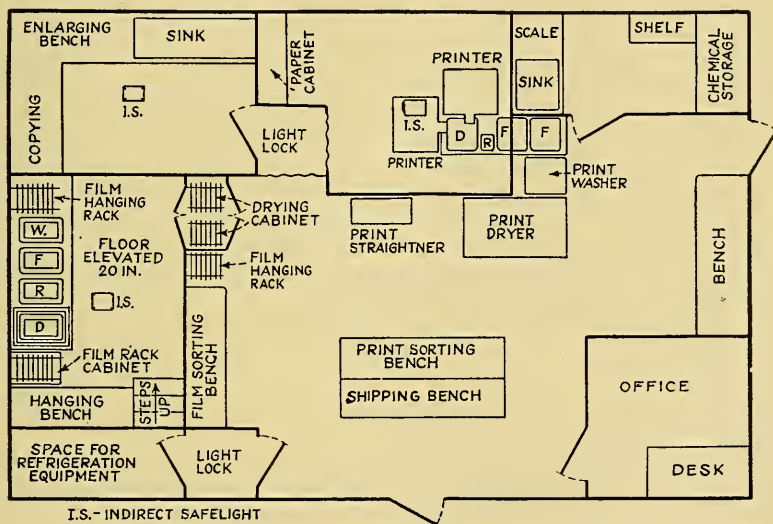 ENLARGING
BENCH
SINK
'PAPER
CABINET
SCALE
SINK
SHELF
CHEMICAL
STORAGE
PRINTER
I.S.
I.S.
D
R
F
F
COPYING
LIGHT
LOCK
PRINTER
PRINT
WASHER
FILM
HANGING
RACK
DRYING
CABINET
W.
F
R
D
FLOOR
ELEVATED
20 IN.
I.S.
FILM
HANGING
RACK
PRINT
STRAIGHTNER
PRINT
DRYER
BENCH
FILM RACK
CABINET
HANGING BENCH
STEPS
UP
FILM SORTING
BENCH
PRINT SORTING
BENCH
SHIPPING BENCH
OFFICE
DESK
SPACE FOR
REFRIGERATION
EQUIPMENT
LIGHT
LOCK
I.S.-INDIRECT SAFELIGHT